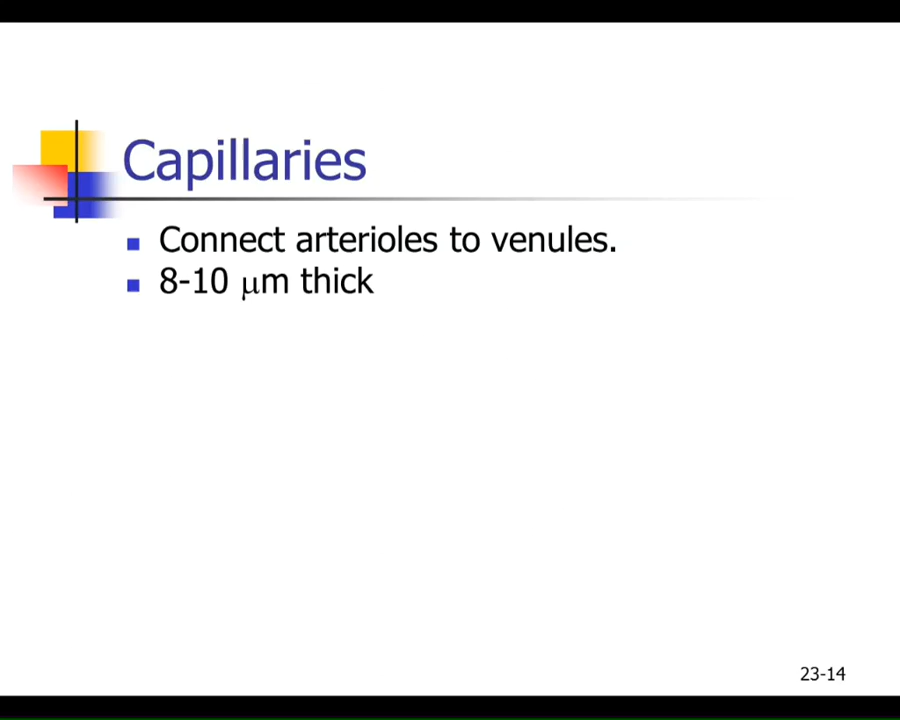 Capillaries
Connect arterioles to venules.
8-10 μm thick
23-14